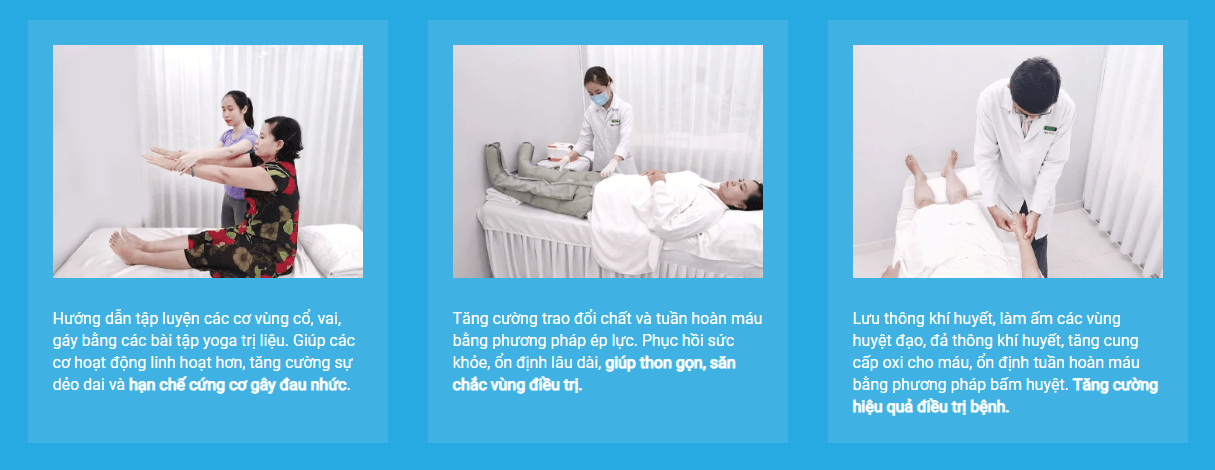 Hướng dẫn tập luyện các cơ vùng cổ, vai,
gáy bằng các bài tập yoga trị liệu. Giúp các
cơ hoạt động linh hoạt hơn, tăng cường sự
dẻo dai và hạn chế cứng cơ gây đau nhức.
Tăng cường trao đổi chất và tuần hoàn máu
bằng phương pháp ép lực. Phục hồi sức
khỏe, ổn định lâu dài, giúp thon gọn, săn
chắc vùng điều trị.
Lưu thông khí huyết, làm ấm các vùng
huyệt đạo, đả thông khí huyết, tăng cung
cấp oxi cho máu, ổn định tuần hoàn máu
bằng phương pháp bấm huyệt. Tăng cường
hiệu quả điều trị bệnh.